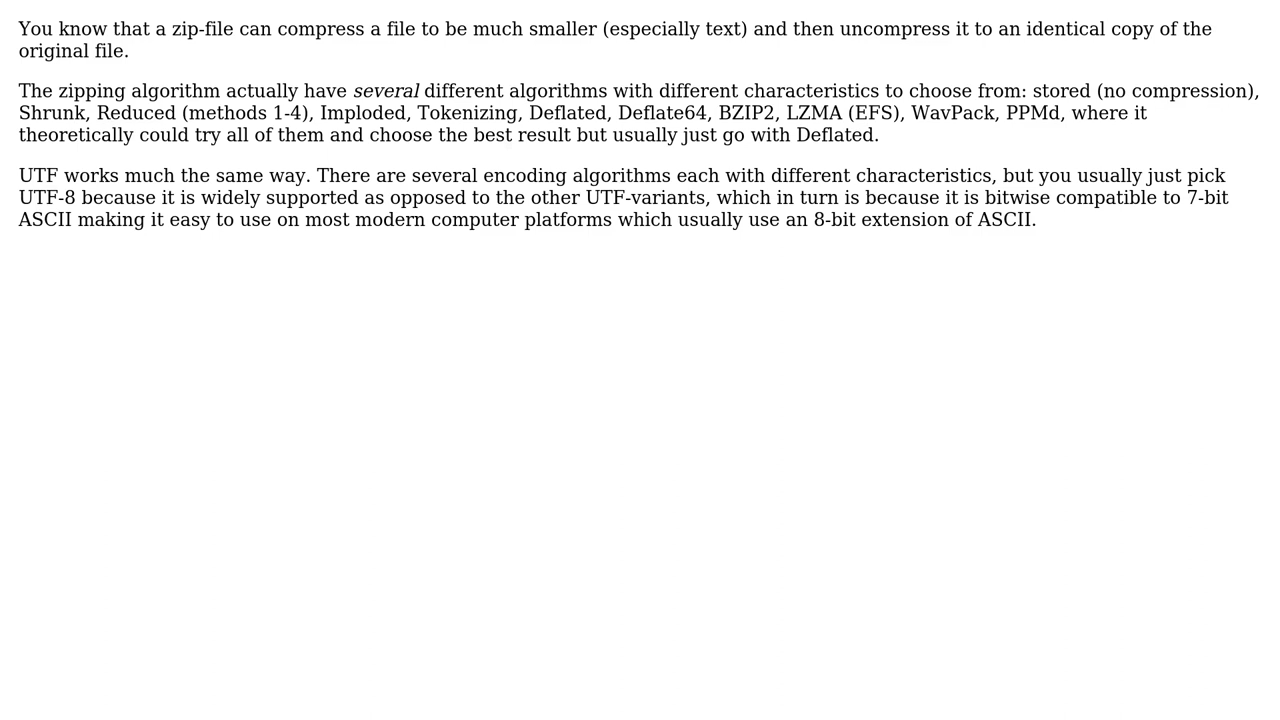 You know that a zip-file can compress a file to be much smaller (especially text) and then uncompress it to an identical copy of the
original file.
The zipping algorithm actually have several different algorithms with different characteristics to choose from: stored (no compression),
Shrunk, Reduced (methods 1-4), Imploded, Tokenizing, Deflated, Deflate64, BZIP2, LZMA (EFS), WavPack, PPMd, where it
theoretically could try all of them and choose the best result but usually just go with Deflated.
UTF works much the same way. There are several encoding algorithms each with different characteristics, but you usually just pick
UTF-8 because it is widely supported as opposed to the other UTF-variants, which in turn is because it is bitwise compatible to 7-bit
ASCII making it easy to use on most modern computer platforms which usually use an 8-bit extension of ASCII.